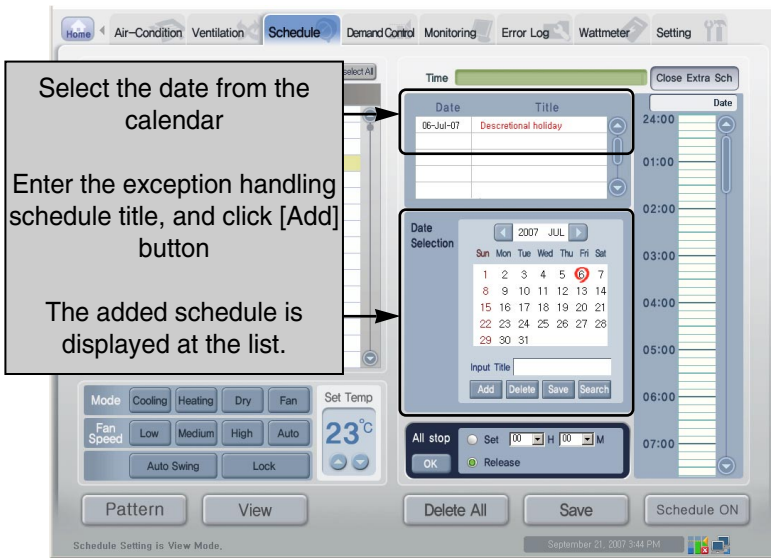 Home Air-Condition Ventilation Schedule Demand Control Monitoring Error Log Wattmeter Setting
Select the date from the
calendar
Enter the exception handling
schedule title, and click [Add]
button
The added schedule is
displayed at the list.
select All
Time
Close Extra Sch
Date Title
06-Jul-07 Descretional holiday
Date
24:00
01:00
02:00
03:00
04:00
05:00
06:00
07:00
Date
Selection
2007 JUL
Sun Mon Tue Wed Thu Fri Sat
1 2 3 4 5 6 7
8 9 10 11 12 13 14
15 16 17 18 19 20 21
22 23 24 25 26 27 28
29 30 31
Input Title
Add Delete Save Search
Mode Cooling Heating Dry Fan
Fan
Speed Low Medium High Auto
Auto Swing Lock
Set Temp
23°C
All stop Set 00 H 00 M
OK Release
Pattern View Delete All Save Schedule ON
Schedule Setting is View Mode,
September 21, 2007 3:44 PM